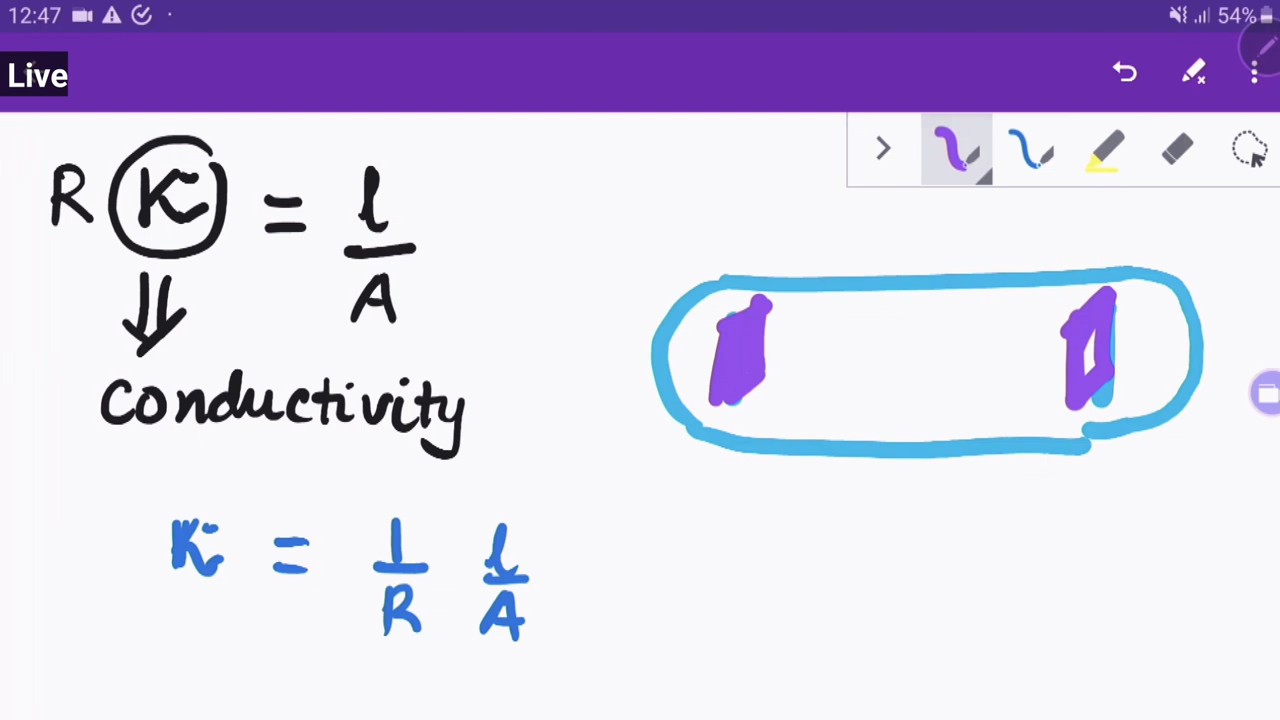 12:47 54%
Live
R K = l/A
⇓
Conductivity
K = 1/R l/A